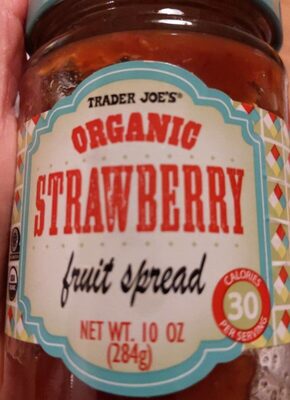 TRADER JOE'S®
ORGANIC
STRAWBERRY
fruit spread
CALORIES
30
PER SERVING
NET WT. 10 OZ
(284g)